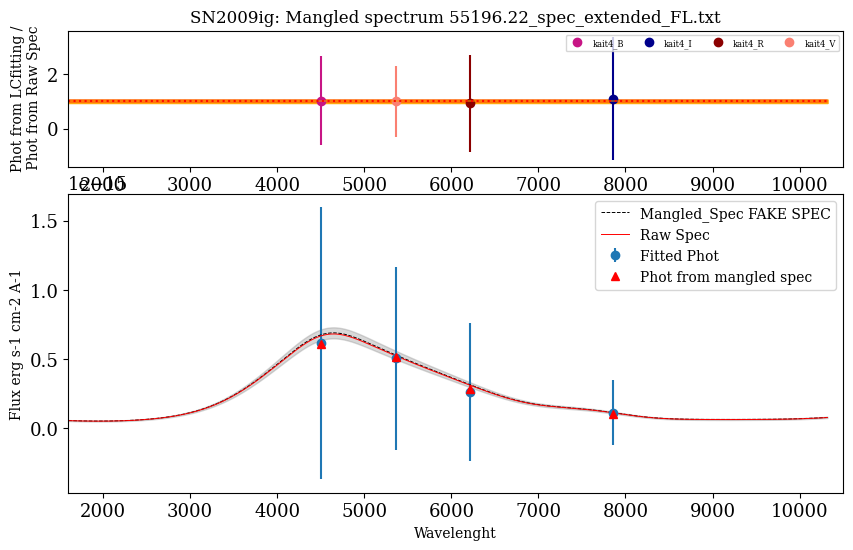 SN2009ig: Mangled spectrum 55196.22_spec_extended_FL.txt
Phot from LCfitting /
Phot from Raw Spec
kait4_B kait4_I kait4_R kait4_V
2
0
2000 3000 4000 5000 6000 7000 8000 9000 10000
1e−15
Flux erg s-1 cm-2 A-1
Mangled_Spec FAKE SPEC
Raw Spec
Fitted Phot
Phot from mangled spec
1.5
1.0
0.5
0.0
2000 3000 4000 5000 6000 7000 8000 9000 10000
Wavelenght